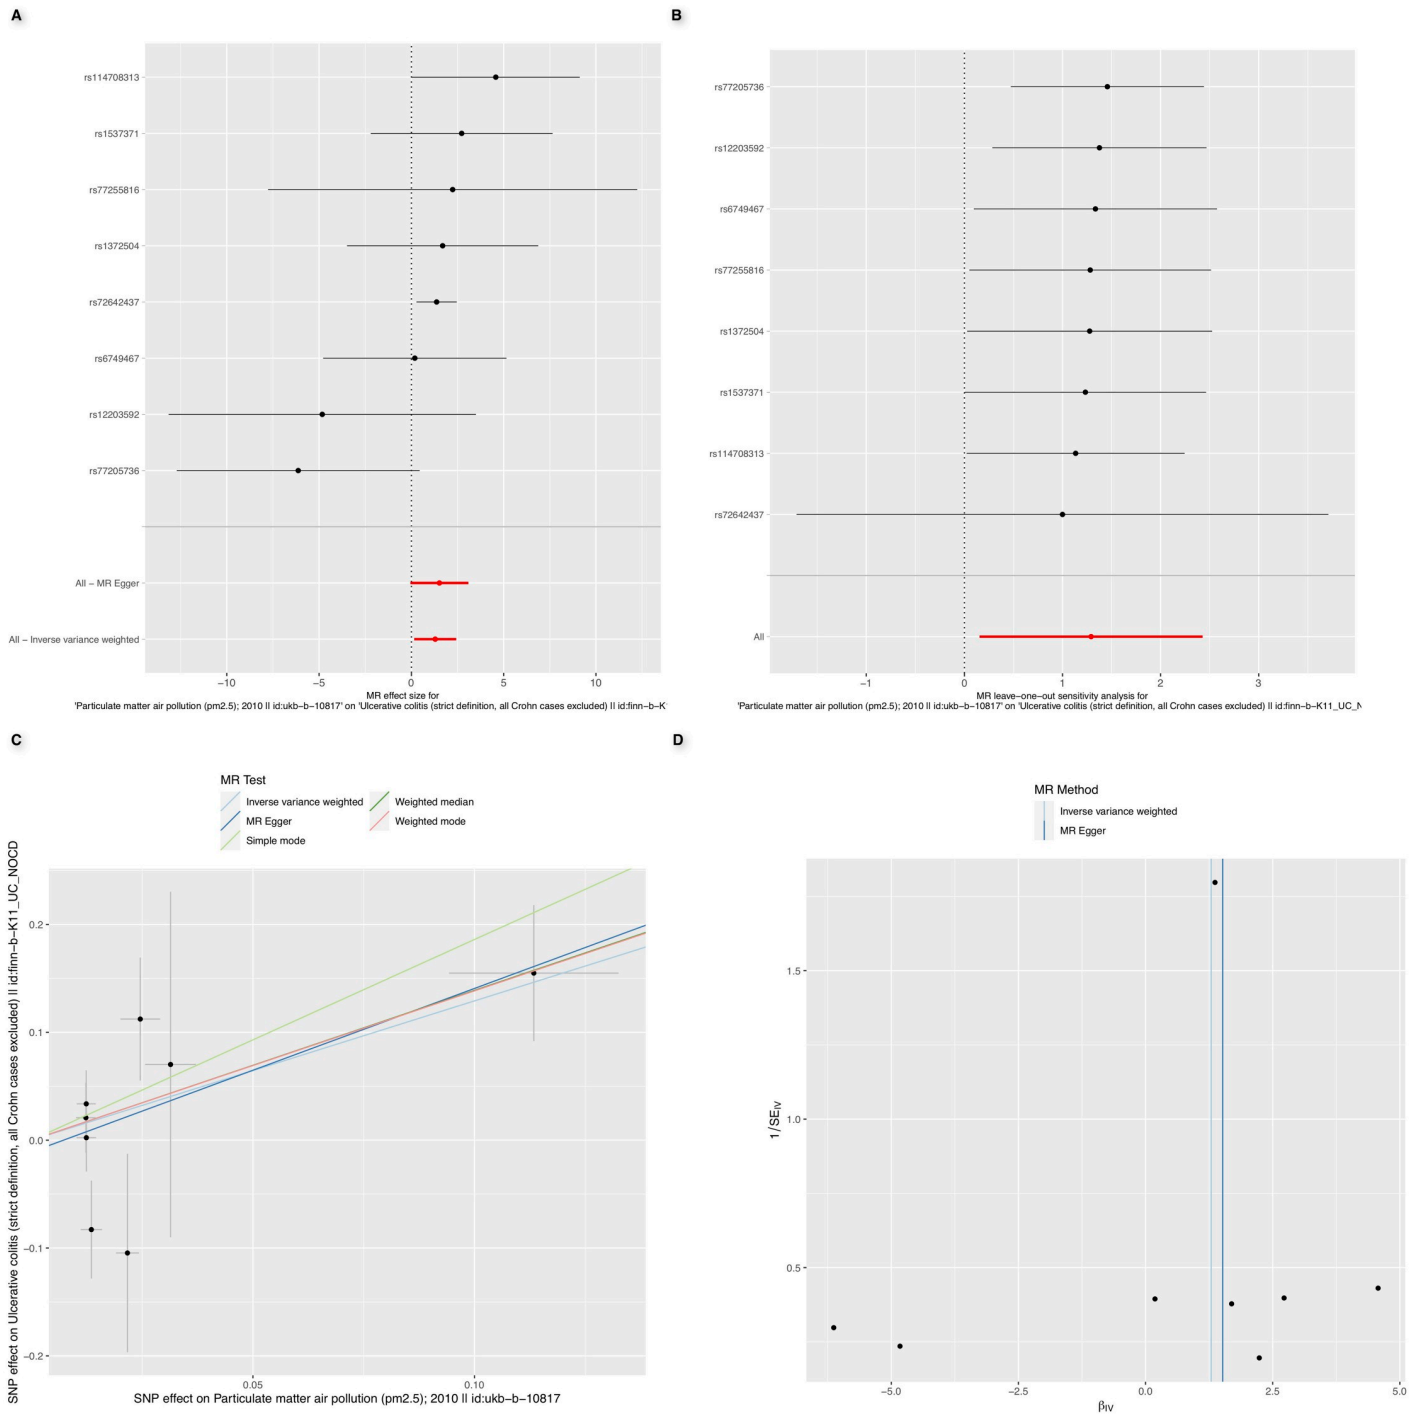 A
rs114708313
rs1537371
rs77255816
rs1372504
rs72642437
rs6749467
rs12203592
rs77205736
All − MR Egger
All − Inverse variance weighted
−10 −5 0 5 10
MR effect size for
'Particulate matter air pollution (pm2.5); 2010 || id:ukb−b−10817' on 'Ulcerative colitis (strict definition, all Crohn cases excluded) || id:finn−b−K
B
rs77205736
rs12203592
rs6749467
rs77255816
rs1372504
rs1537371
rs114708313
rs72642437
All
−1 0 1 2 3
MR leave−one−out sensitivity analysis for
'Particulate matter air pollution (pm2.5); 2010 || id:ukb−b−10817' on 'Ulcerative colitis (strict definition, all Crohn cases excluded) || id:finn−b−K11_UC_N
C
MR Test
Inverse variance weighted
MR Egger
Simple mode
Weighted median
Weighted mode
SNP effect on Ulcerative colitis (strict definition, all Crohn cases excluded) || id:finn−b−K11_UC_NOCD
0.2
0.1
0.0
−0.1
−0.2
0.05 0.10
SNP effect on Particulate matter air pollution (pm2.5); 2010 || id:ukb−b−10817
D
MR Method
Inverse variance weighted
MR Egger
1/SE_IV
1.5
1.0
0.5
−5.0 −2.5 0.0 2.5 5.0
β_IV